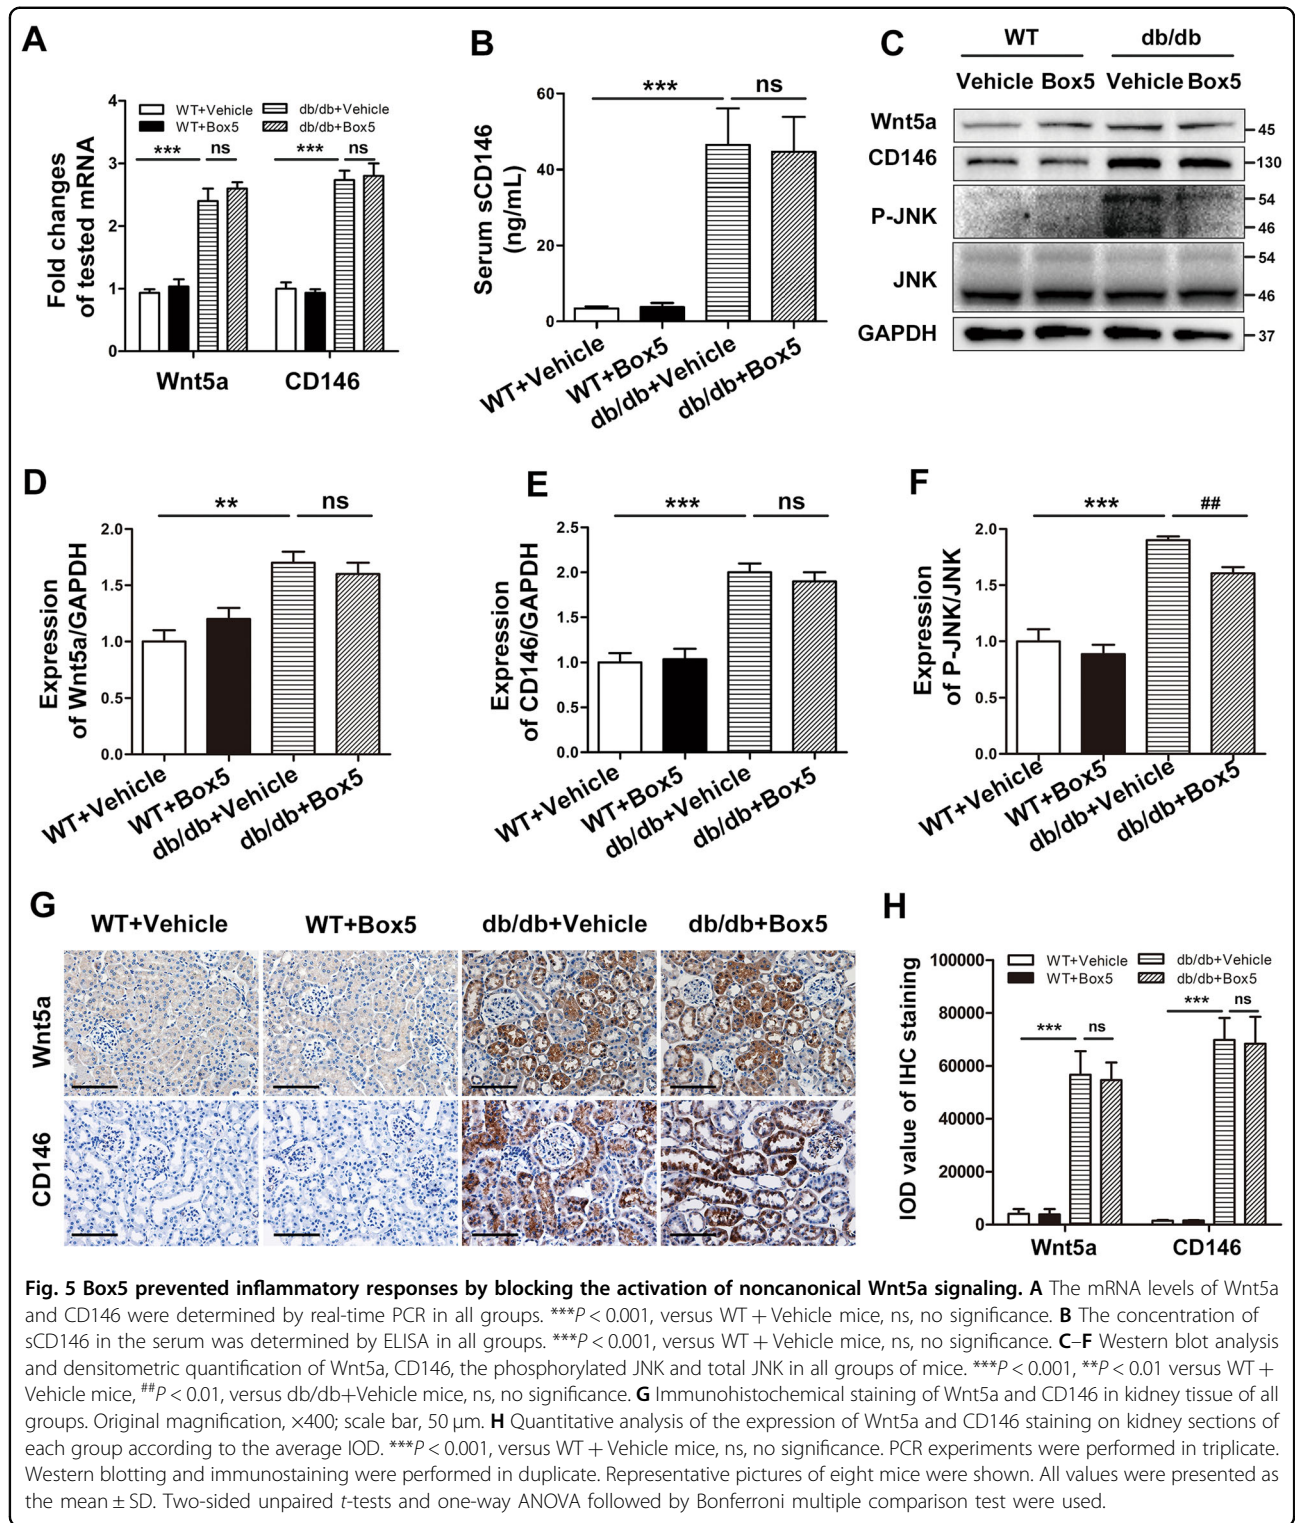 A
4
3
2
1
0
Fold changes
of tested mRNA
WT+Vehicle
WT+Box5
db/db+Vehicle
db/db+Box5
***
ns
***
ns
Wnt5a
CD146
B
60
40
20
0
Serum sCD146
(ng/mL)
***
ns
WT+Vehicle
WT+Box5
db/db+Vehicle
db/db+Box5
C
WT
db/db
Vehicle Box5
Vehicle Box5
Wnt5a
45
CD146
130
P-JNK
54
46
JNK
54
46
GAPDH
37
D
2.0
1.5
1.0
0.5
0.0
Expression
of Wnt5a/GAPDH
**
ns
WT+Vehicle
WT+Box5
db/db+Vehicle
db/db+Box5
E
2.5
2.0
1.5
1.0
0.5
0.0
Expression
of CD146/GAPDH
***
ns
WT+Vehicle
WT+Box5
db/db+Vehicle
db/db+Box5
F
2.0
1.5
1.0
0.5
0.0
Expression
of P-JNK/JNK
***
##
WT+Vehicle
WT+Box5
db/db+Vehicle
db/db+Box5
G
WT+Vehicle
WT+Box5
db/db+Vehicle
db/db+Box5
Wnt5a
CD146
H
100000
80000
60000
40000
20000
0
IOD value of IHC staining
WT+Vehicle
WT+Box5
db/db+Vehicle
db/db+Box5
***
ns
***
ns
Wnt5a
CD146
Fig. 5 Box5 prevented inflammatory responses by blocking the activation of noncanonical Wnt5a signaling. A The mRNA levels of Wnt5a
and CD146 were determined by real-time PCR in all groups. ***P < 0.001, versus WT + Vehicle mice, ns, no significance. B The concentration of
sCD146 in the serum was determined by ELISA in all groups. ***P < 0.001, versus WT + Vehicle mice, ns, no significance. C–F Western blot analysis
and densitometric quantification of Wnt5a, CD146, the phosphorylated JNK and total JNK in all groups of mice. ***P < 0.001, **P < 0.01 versus WT +
Vehicle mice, ##P < 0.01, versus db/db+Vehicle mice, ns, no significance. G Immunohistochemical staining of Wnt5a and CD146 in kidney tissue of all
groups. Original magnification, ×400; scale bar, 50 μm. H Quantitative analysis of the expression of Wnt5a and CD146 staining on kidney sections of
each group according to the average IOD. ***P < 0.001, versus WT + Vehicle mice, ns, no significance. PCR experiments were performed in triplicate.
Western blotting and immunostaining were performed in duplicate. Representative pictures of eight mice were shown. All values were presented as
the mean ± SD. Two-sided unpaired t-tests and one-way ANOVA followed by Bonferroni multiple comparison test were used.